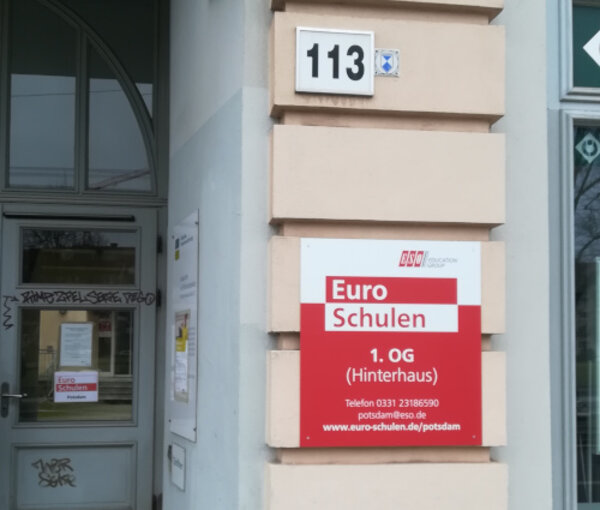 113
ESO EDUCATION
GROUP
Euro
Schulen
1. OG
(Hinterhaus)
Telefon 0331 23186590
potsdam@eso.de
www.euro-schulen.de/potsdam
Euro
Schulen
Potsdam